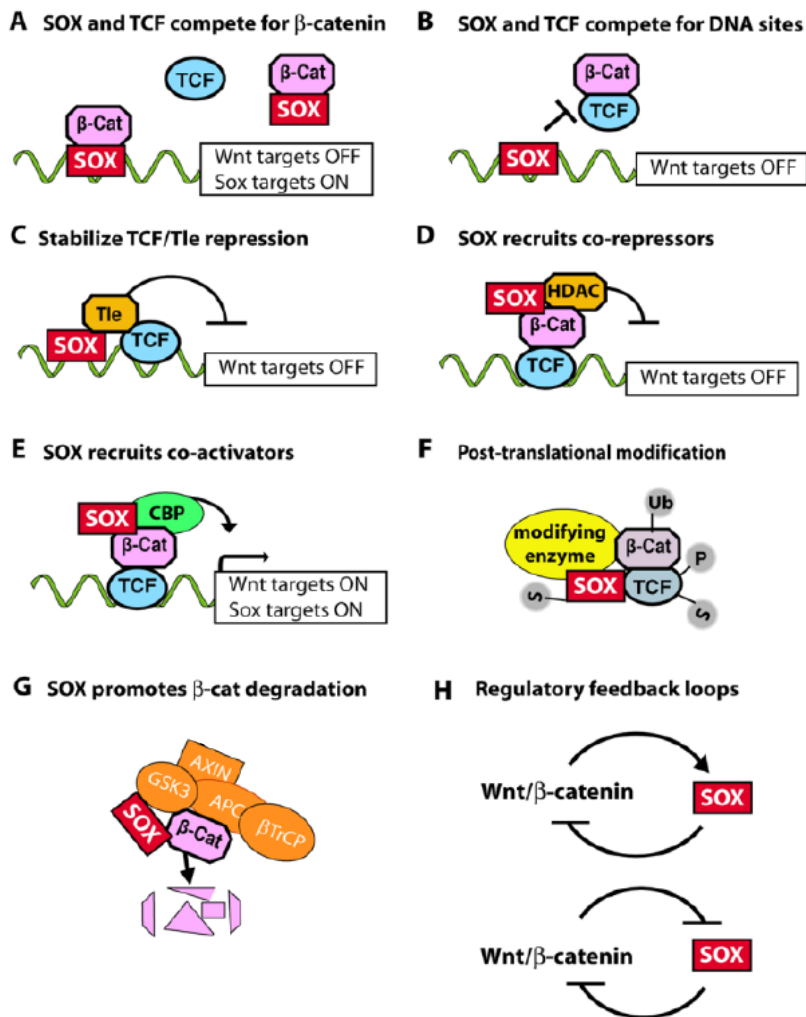 A SOX and TCF compete for β-catenin
TCF
β-Cat
SOX
β-Cat
SOX
Wnt targets OFF
Sox targets ON
B SOX and TCF compete for DNA sites
β-Cat
TCF
SOX
Wnt targets OFF
C Stabilize TCF/Tle repression
Tle
SOX
TCF
Wnt targets OFF
D SOX recruits co-repressors
SOX
HDAC
β-Cat
TCF
Wnt targets OFF
E SOX recruits co-activators
SOX
CBP
β-Cat
TCF
Wnt targets ON
Sox targets ON
F Post-translational modification
Ub
modifying
enzyme
β-Cat
P
SOX
TCF
S
S
G SOX promotes β-cat degradation
AXIN
GSK3
APC
SOX
β-Cat
βTrCP
H Regulatory feedback loops
Wnt/β-catenin
SOX
Wnt/β-catenin
SOX